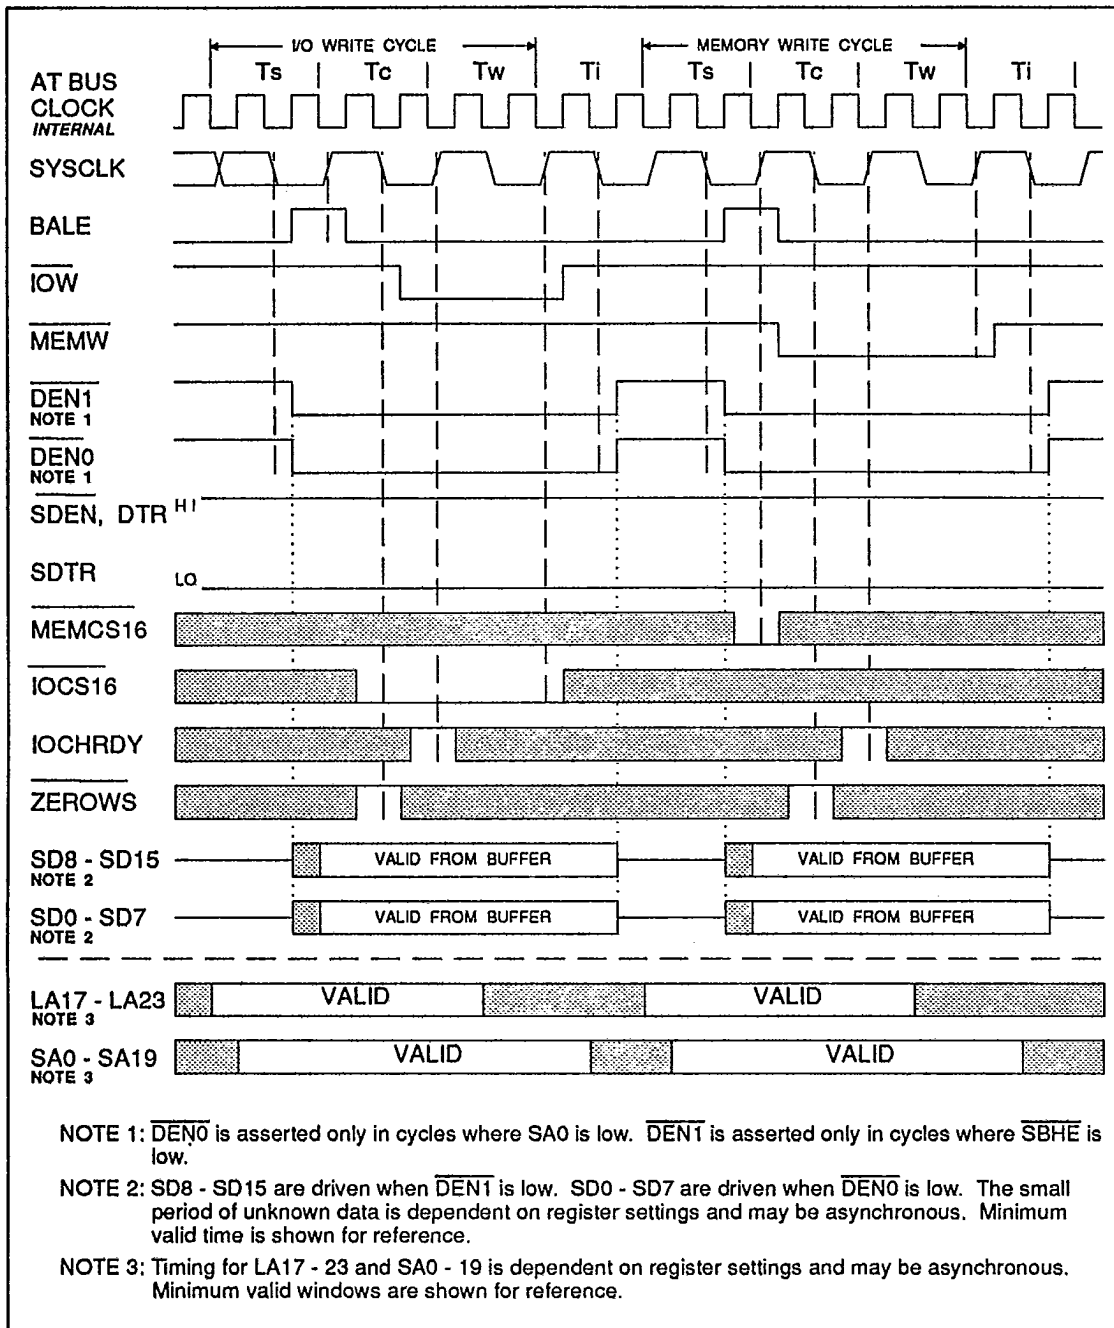 I/O WRITE CYCLE MEMORY WRITE CYCLE
Ts Tc Tw Ti Ts Tc Tw Ti
AT BUS
CLOCK
INTERNAL
SYSCLK
BALE
IOW
MEMW
DEN1
NOTE 1
DEN0
NOTE 1
SDEN, DTR HI
SDTR LO
MEMCS16
IOCS16
IOCHRDY
ZEROWS
SD8 - SD15 VALID FROM BUFFER VALID FROM BUFFER
NOTE 2
SD0 - SD7 VALID FROM BUFFER VALID FROM BUFFER
NOTE 2
LA17 - LA23 VALID VALID
NOTE 3
SA0 - SA19 VALID VALID
NOTE 3
NOTE 1: DEN0 is asserted only in cycles where SA0 is low. DEN1 is asserted only in cycles where SBHE is
low.
NOTE 2: SD8 - SD15 are driven when DEN1 is low. SD0 - SD7 are driven when DEN0 is low. The small
period of unknown data is dependent on register settings and may be asynchronous. Minimum
valid time is shown for reference.
NOTE 3: Timing for LA17 - 23 and SA0 - 19 is dependent on register settings and may be asynchronous.
Minimum valid windows are shown for reference.